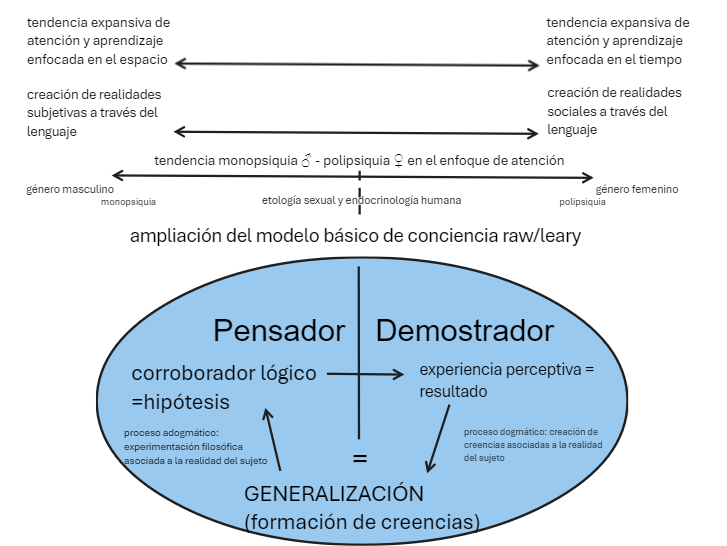 tendencia expansiva de
atención y aprendizaje
enfocada en el espacio
tendencia expansiva de
atención y aprendizaje
enfocada en el tiempo
creación de realidades
subjetivas a través del
lenguaje
creación de realidades
sociales a través del
lenguaje
tendencia monopsiquia ♂ - polipsiquia ♀ en el enfoque de atención
género masculino
monopsiquia
etología sexual y endocrinología humana
género femenino
polipsiquia
ampliación del modelo básico de conciencia raw/leary
Pensador
Demostrador
corroborador lógico
=hipótesis
experiencia perceptiva =
resultado
proceso adogmático:
experimentación filosófica
asociada a la realidad del sujeto
proceso dogmático: creación de
creencias asociadas a la realidad
del sujeto
=
GENERALIZACIÓN
(formación de creencias)